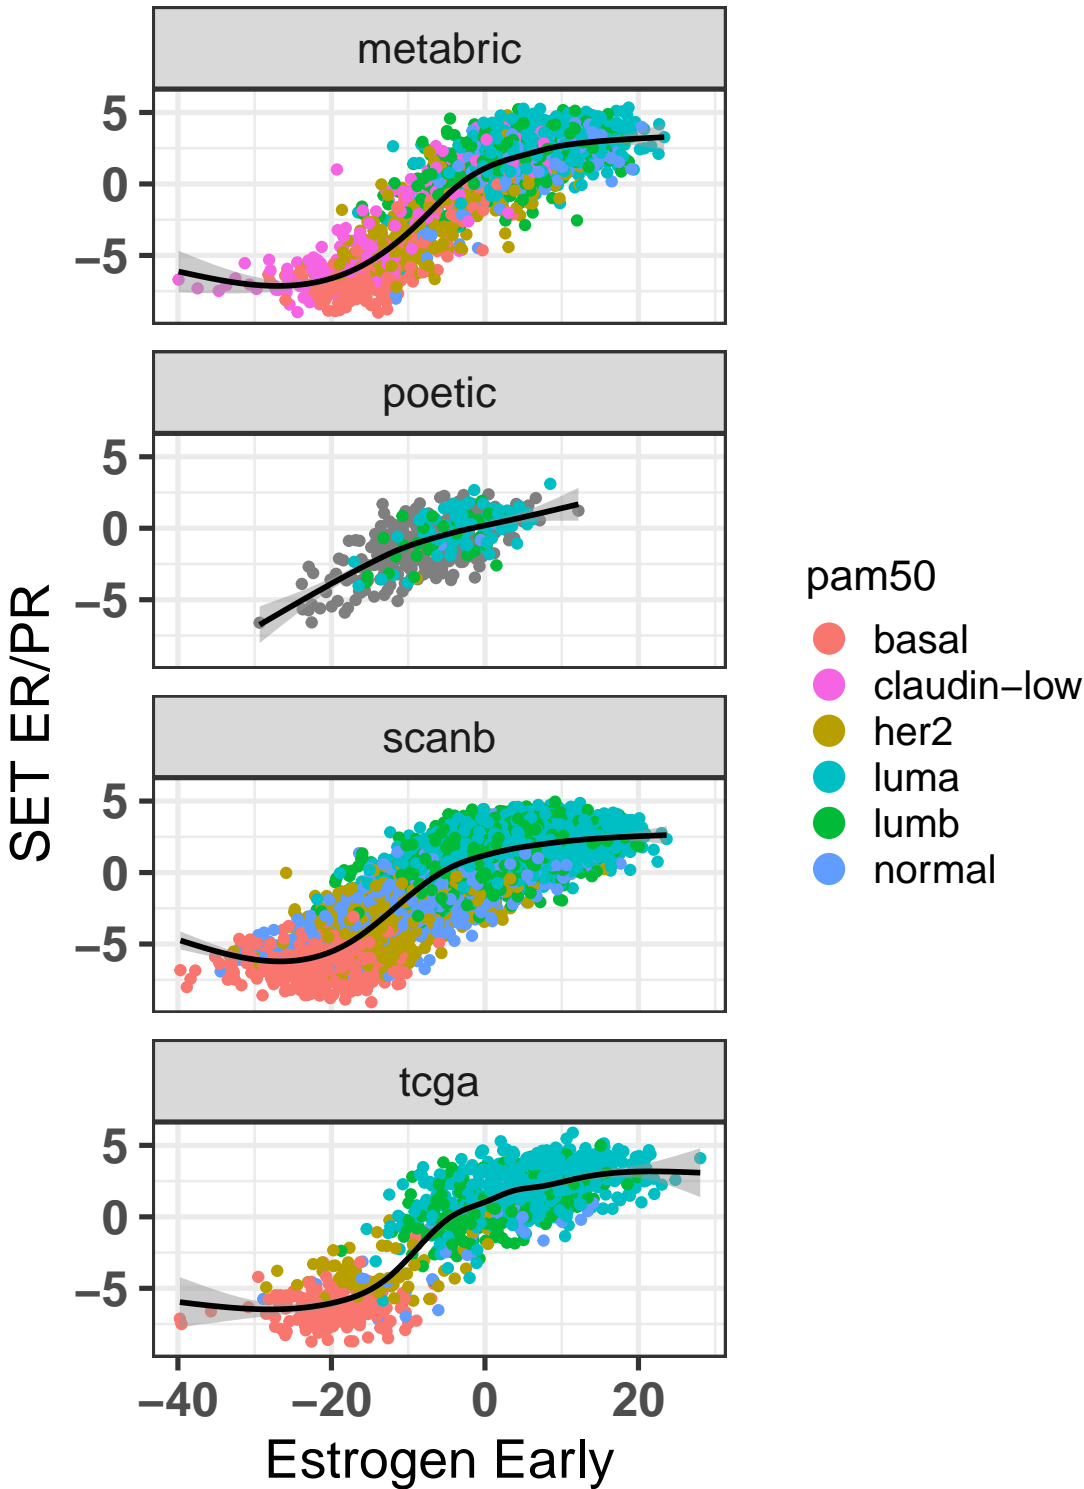 metabric
5
0
−5
poetic
5
0
−5
scanb
5
0
−5
tcga
5
0
−5
−40 −20 0 20
Estrogen Early
SET ER/PR
pam50
basal
claudin−low
her2
luma
lumb
normal